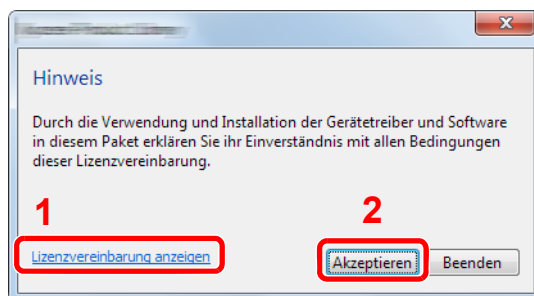 Hinweis
Durch die Verwendung und Installation der Gerätetreiber und Software
in diesem Paket erklären Sie ihr Einverständnis mit allen Bedingungen
dieser Lizenzvereinbarung.
1
2
Lizenzvereinbarung anzeigen
Akzeptieren
Beenden